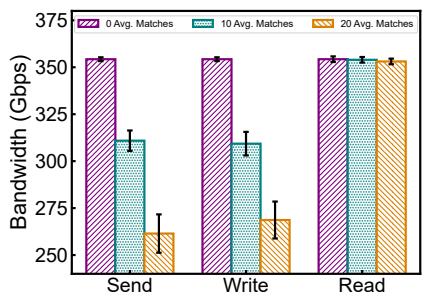 0 Avg. Matches 10 Avg. Matches 20 Avg. Matches
Bandwidth (Gbps)
375
350
325
300
275
250
Send Write Read